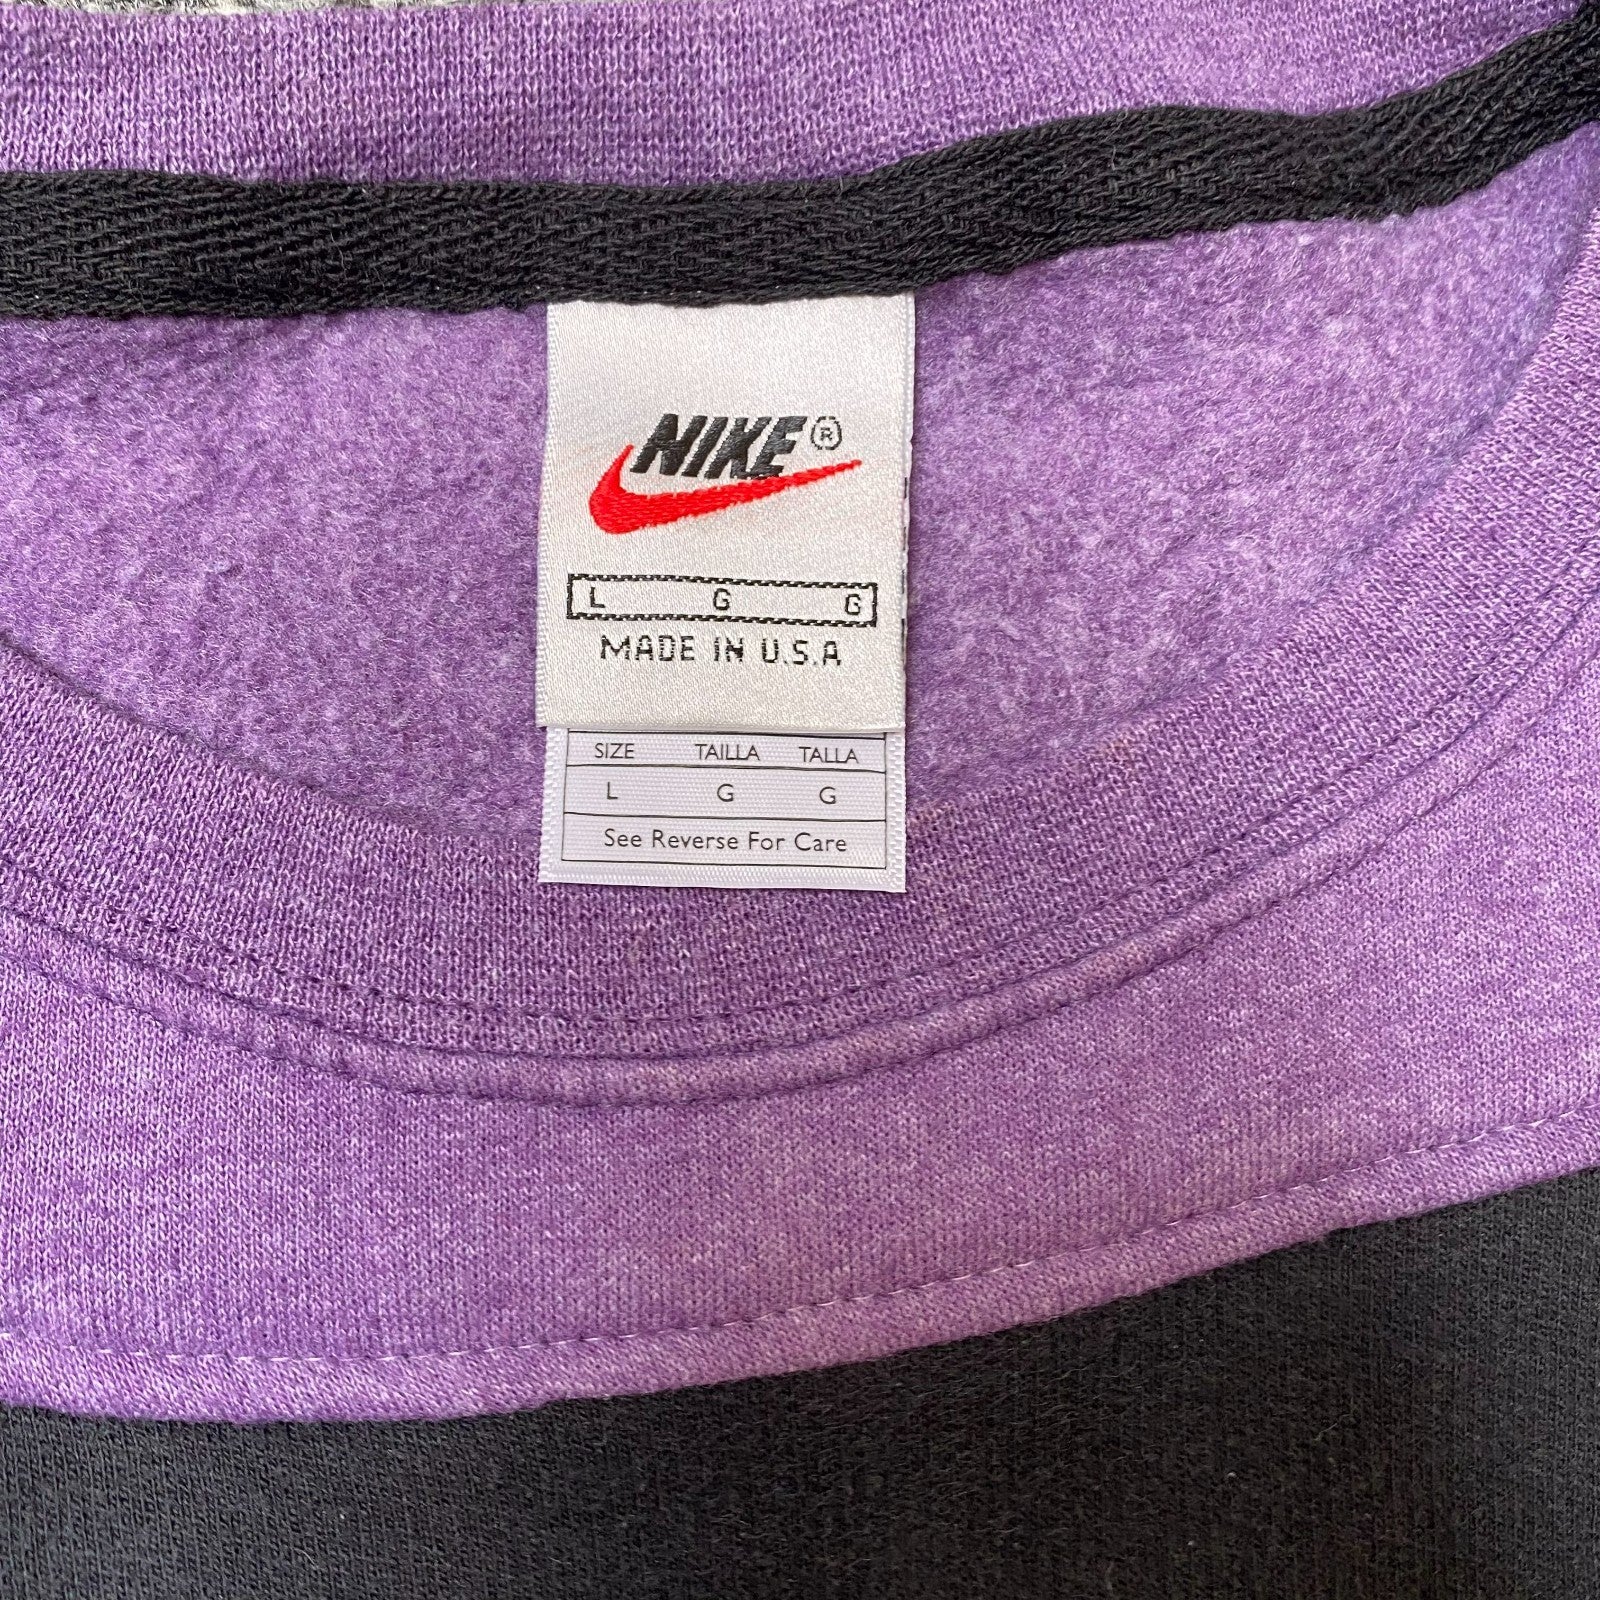 NIKE®
L G G
MADE IN U.S.A
SIZE TAILLA TALLA
L G G
See Reverse For Care